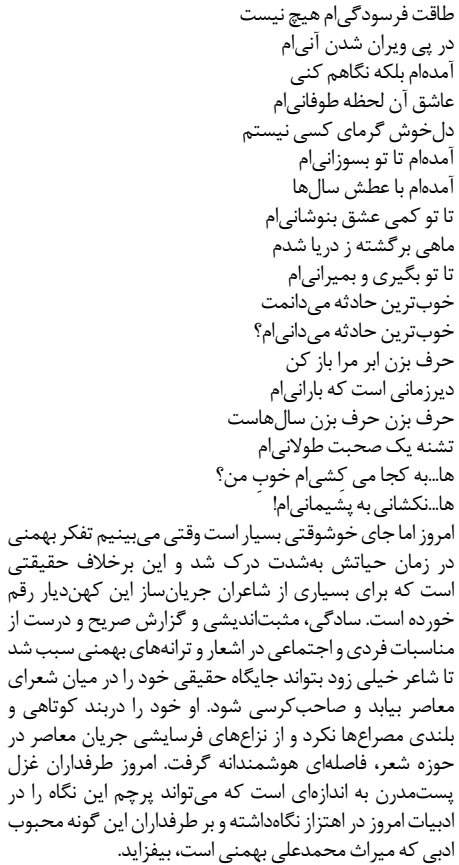 طاقت فرسودگی‌ام هیچ نیست
در پی ویران شدن آنی‌ام
آمده‌ام بلکه نگاهم کنی
عاشق آن لحظه طوفانی‌ام
دل‌خوش گرمای کسی نیستم
آمده‌ام تا تو بسوزانی‌ام
آمده‌ام با عطش سال‌ها
تا تو کمی عشق بنوشانی‌ام
ماهی برگشته ز دریا شدم
تا تو بگیری و بمیرانی‌ام
خوب‌ترین حادثه می‌دانمت
خوب‌ترین حادثه می‌دانی‌ام؟
حرف بزن ابر مرا باز کن
دیرزمانی است که بارانی‌ام
حرف بزن حرف بزن سال‌هاست
تشنه یک صحبت طولانی‌ام
ها...به کجا می کِشی‌ام خوبِ من؟
ها...نکشانی به پشیمانی‌ام!
امروز اما جای خوشوقتی بسیار است وقتی می‌بینیم تفکر بهمنی
در زمان حیاتش به‌شدت درک شد و این برخلاف حقیقتی
است که برای بسیاری از شاعران جریان‌ساز این کهن‌دیار رقم
خورده است. سادگی، مثبت‌اندیشی و گزارش صریح و درست از
مناسبات فردی و اجتماعی در اشعار و ترانه‌های بهمنی سبب شد
تا شاعر خیلی زود بتواند جایگاه حقیقی خود را در میان شعرای
معاصر بیابد و صاحب‌کرسی شود. او خود را دربند کوتاهی و
بلندی مصراع‌ها نکرد و از نزاع‌های فرسایشی جریان معاصر در
حوزه شعر، فاصله‌ای هوشمندانه گرفت. امروز طرفداران غزل
پست‌مدرن به اندازه‌ای است که می‌تواند پرچم این نگاه را در
ادبیات امروز در اهتزاز نگاه‌داشته و بر طرفداران این گونه محبوب
ادبی که میراث محمدعلی بهمنی است، بیفزاید.